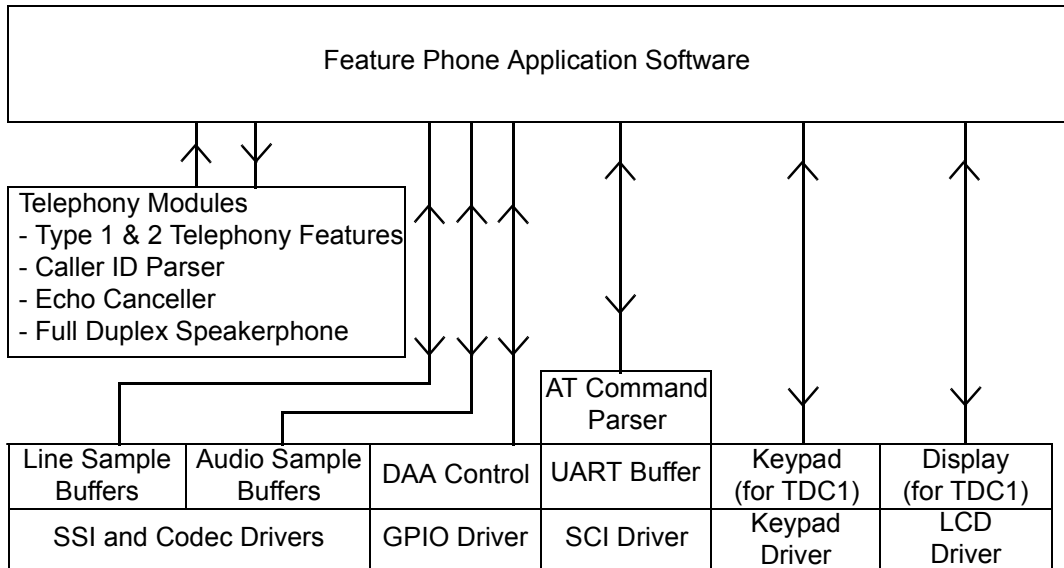 Feature Phone Application Software
Telephony Modules
- Type 1 & 2 Telephony Features
- Caller ID Parser
- Echo Canceller
- Full Duplex Speakerphone
AT Command
Parser
Line Sample
Buffers
Audio Sample
Buffers
DAA Control
UART Buffer
Keypad
(for TDC1)
Display
(for TDC1)
SSI and Codec Drivers
GPIO Driver
SCI Driver
Keypad
Driver
LCD
Driver